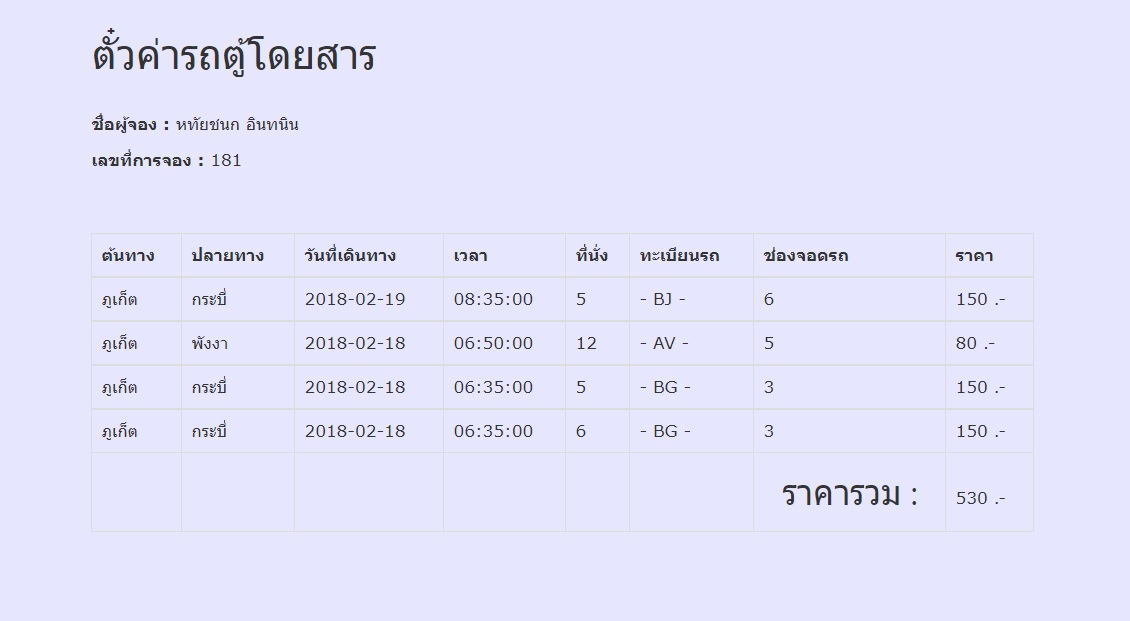 ตั๋วค่ารถตู้โดยสาร
ชื่อผู้จอง : หทัยชนก อินทนิน
เลขที่การจอง : 181
ต้นทาง ปลายทาง วันที่เดินทาง เวลา ที่นั่ง ทะเบียนรถ ช่องจอดรถ ราคา
ภูเก็ต กระบี่ 2018-02-19 08:35:00 5 - BJ - 6 150 .-
ภูเก็ต พังงา 2018-02-18 06:50:00 12 - AV - 5 80 .-
ภูเก็ต กระบี่ 2018-02-18 06:35:00 5 - BG - 3 150 .-
ภูเก็ต กระบี่ 2018-02-18 06:35:00 6 - BG - 3 150 .-
ราคารวม : 530 .-